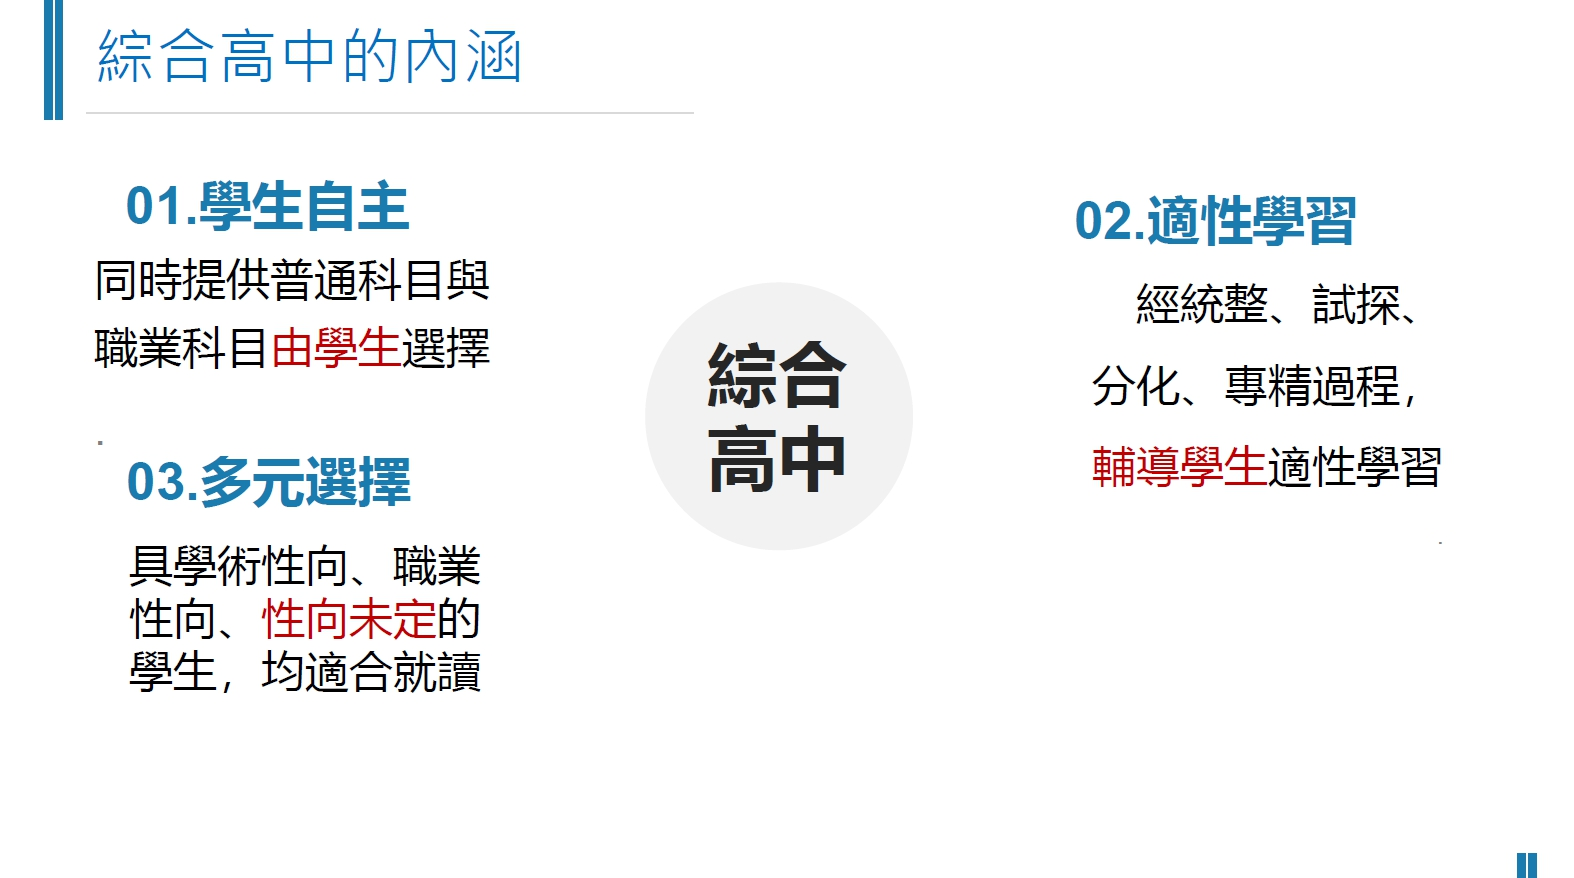 綜合高中的內涵
01.學生自主
同時提供普通科目與
職業科目由學生選擇
02.適性學習
經統整、試探、
分化、專精過程，
輔導學生適性學習
綜合
高中
03.多元選擇
具學術性向、職業
性向、性向未定的
學生，均適合就讀